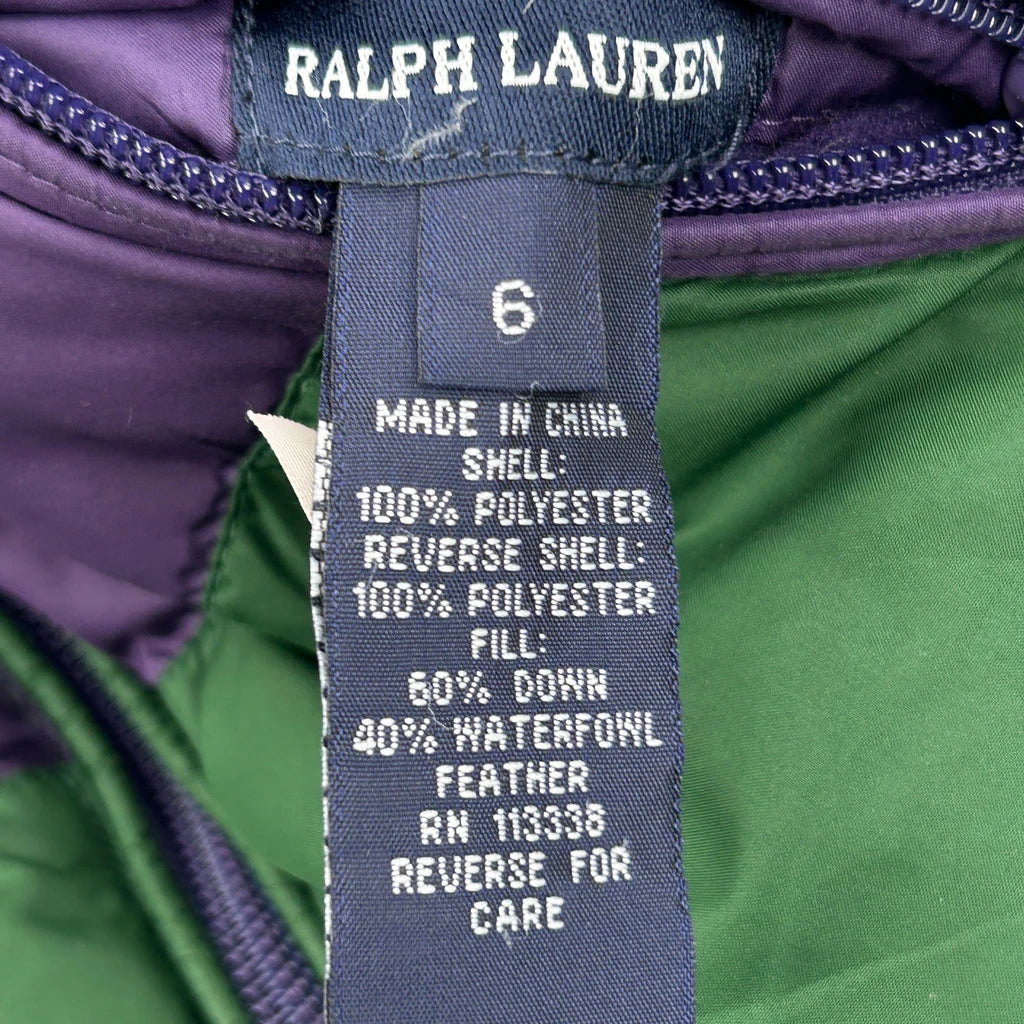 RALPH LAUREN
6
MADE IN CHINA
SHELL:
100% POLYESTER
REVERSE SHELL:
100% POLYESTER
FILL:
60% DOWN
40% WATERFOWL
FEATHER
RN 113338
REVERSE FOR
CARE